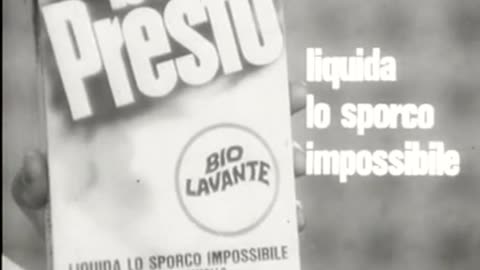 Presto
BIO
LAVANTE
LIQUIDA LO SPORCO IMPOSSIBILE
liquida
lo sporco
impossibile